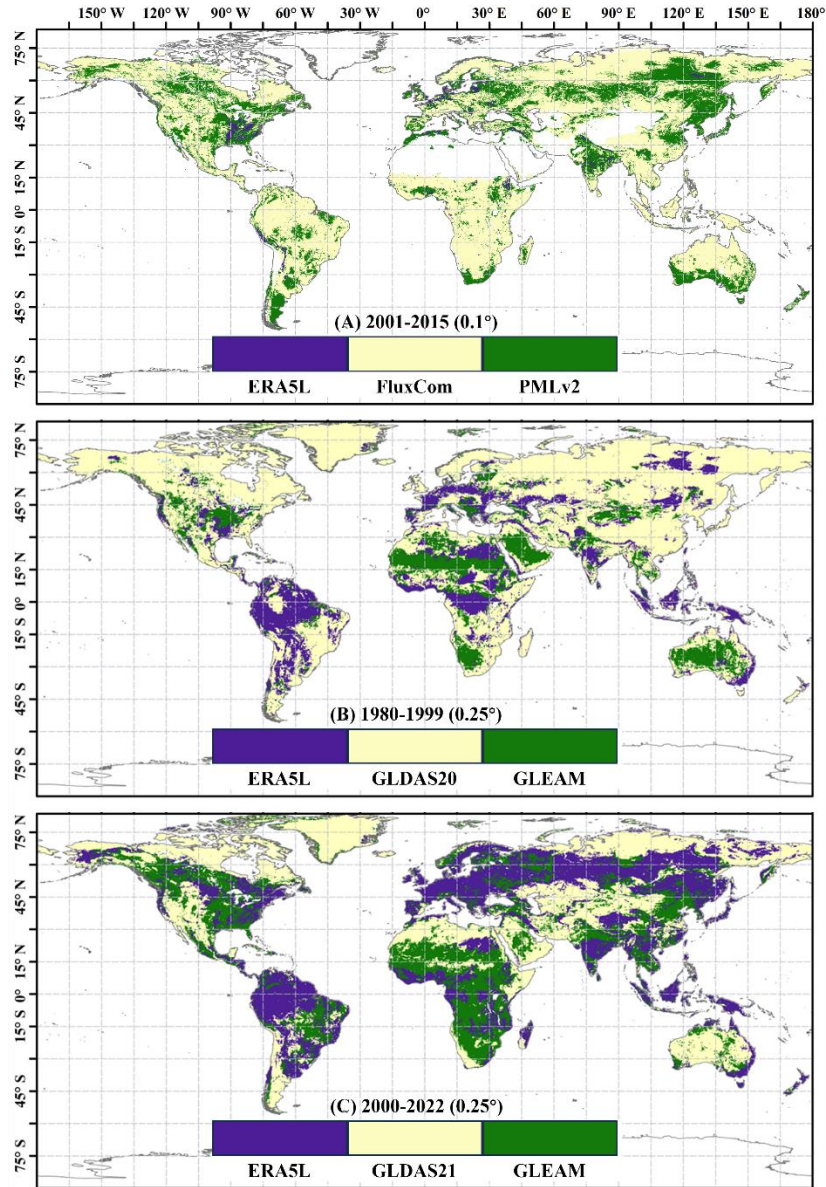 150° W 120° W 90° W 60° W 30° W 0° 30° E 60° E 90° E 120° E 150° E 180°
75° N
45° N
15° N
0°
15° S
45° S
75° S
(A) 2001-2015 (0.1°)
ERA5L FluxCom PMLv2
75° N
45° N
15° N
0°
15° S
45° S
75° S
(B) 1980-1999 (0.25°)
ERA5L GLDAS20 GLEAM
75° N
45° N
15° N
0°
15° S
45° S
75° S
(C) 2000-2022 (0.25°)
ERA5L GLDAS21 GLEAM